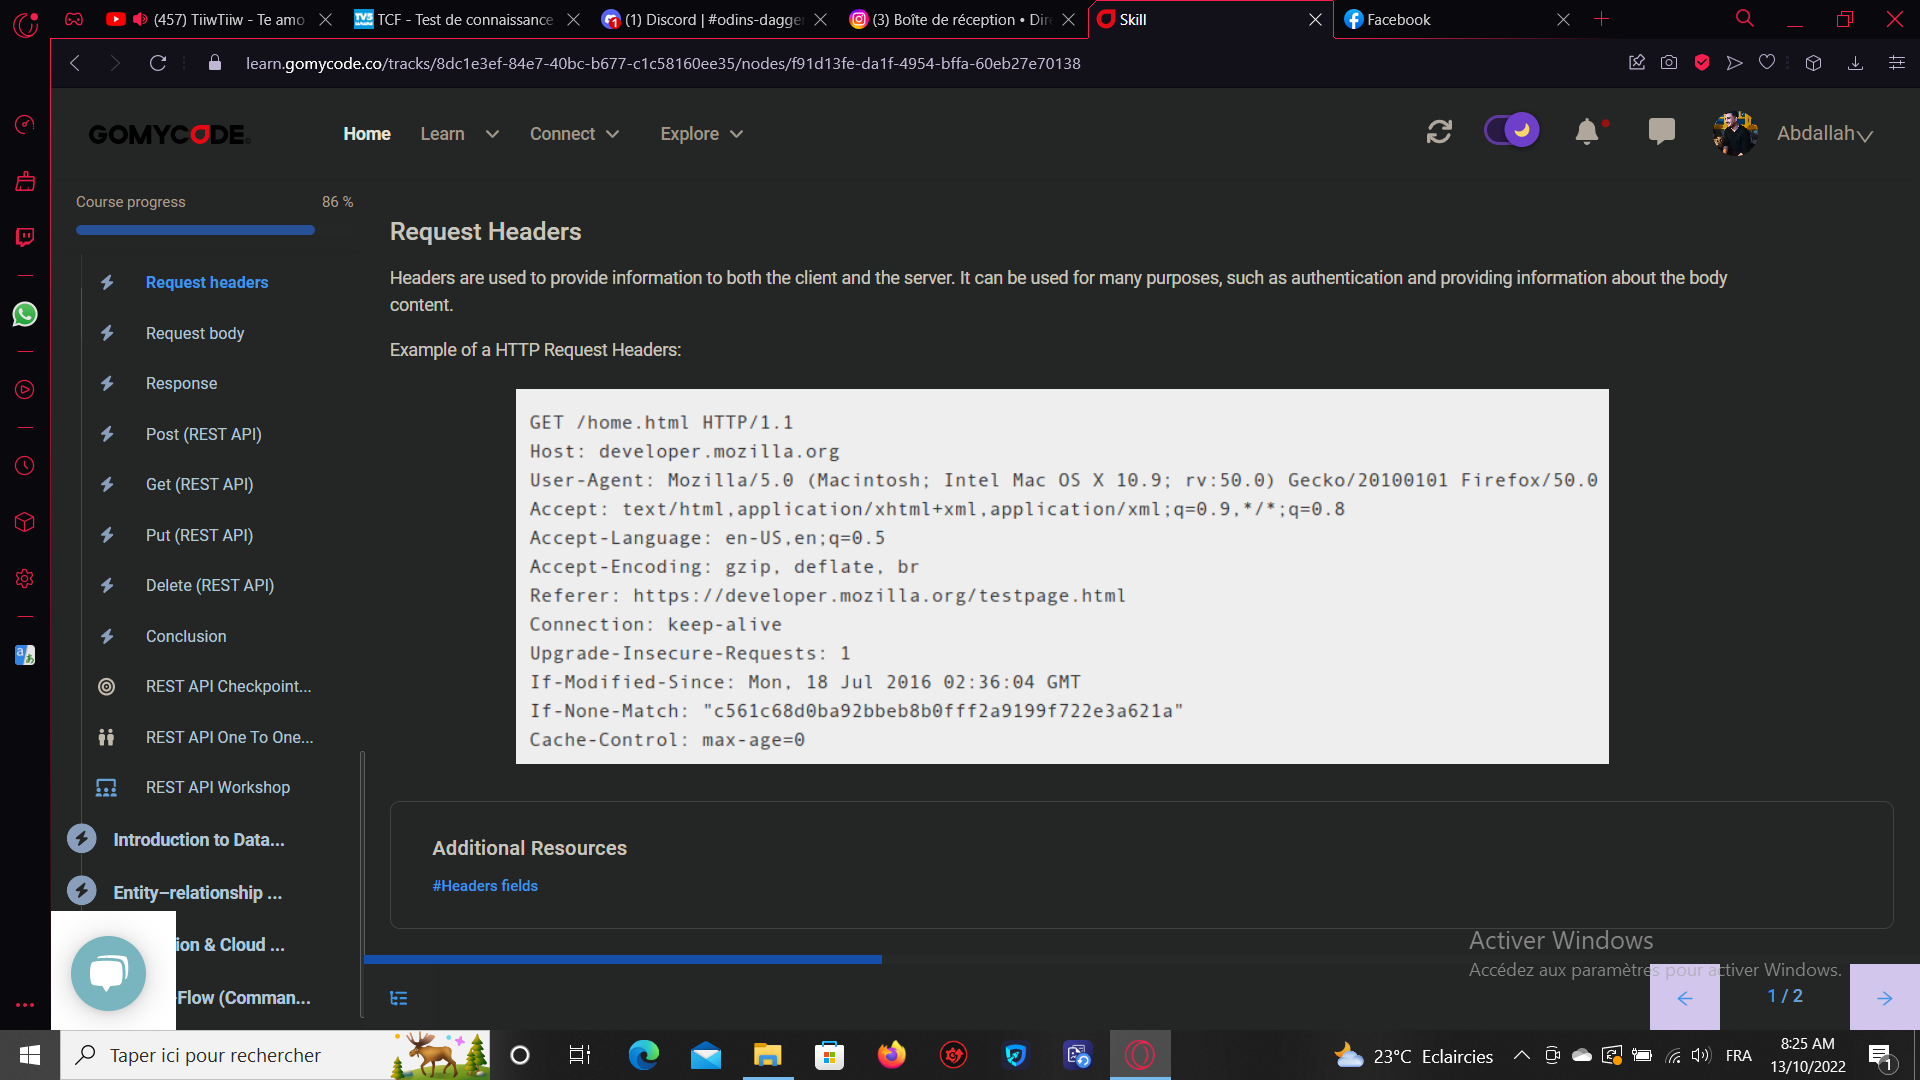 (457) TiiwTiiw - Te amo
TCF - Test de connaissance
(1) Discord | #odins-dagge
(3) Boîte de réception • Dir
Skill
Facebook
learn.gomycode.co/tracks/8dc1e3ef-84e7-40bc-b677-c1c58160ee35/nodes/f91d13fe-da1f-4954-bffa-60eb27e70138
GOMYCODE
Home
Learn
Connect
Explore
Abdallah
Course progress
86 %
Request headers
Request body
Response
Post (REST API)
Get (REST API)
Put (REST API)
Delete (REST API)
Conclusion
REST API Checkpoint...
REST API One To One...
REST API Workshop
Introduction to Data...
Entity–relationship ...
ion & Cloud ...
-Flow (Comman...
Request Headers
Headers are used to provide information to both the client and the server. It can be used for many purposes, such as authentication and providing information about the body
content.
Example of a HTTP Request Headers:
GET /home.html HTTP/1.1
Host: developer.mozilla.org
User-Agent: Mozilla/5.0 (Macintosh; Intel Mac OS X 10.9; rv:50.0) Gecko/20100101 Firefox/50.0
Accept: text/html,application/xhtml+xml,application/xml;q=0.9,*/*;q=0.8
Accept-Language: en-US,en;q=0.5
Accept-Encoding: gzip, deflate, br
Referer: https://developer.mozilla.org/testpage.html
Connection: keep-alive
Upgrade-Insecure-Requests: 1
If-Modified-Since: Mon, 18 Jul 2016 02:36:04 GMT
If-None-Match: "c561c68d0ba92bbeb8b0fff2a9199f722e3a621a"
Cache-Control: max-age=0
Additional Resources
#Headers fields
Activer Windows
Accédez aux paramètres pour activer Windows.
1 / 2
Taper ici pour rechercher
23°C Eclaircies
FRA
8:25 AM
13/10/2022
1